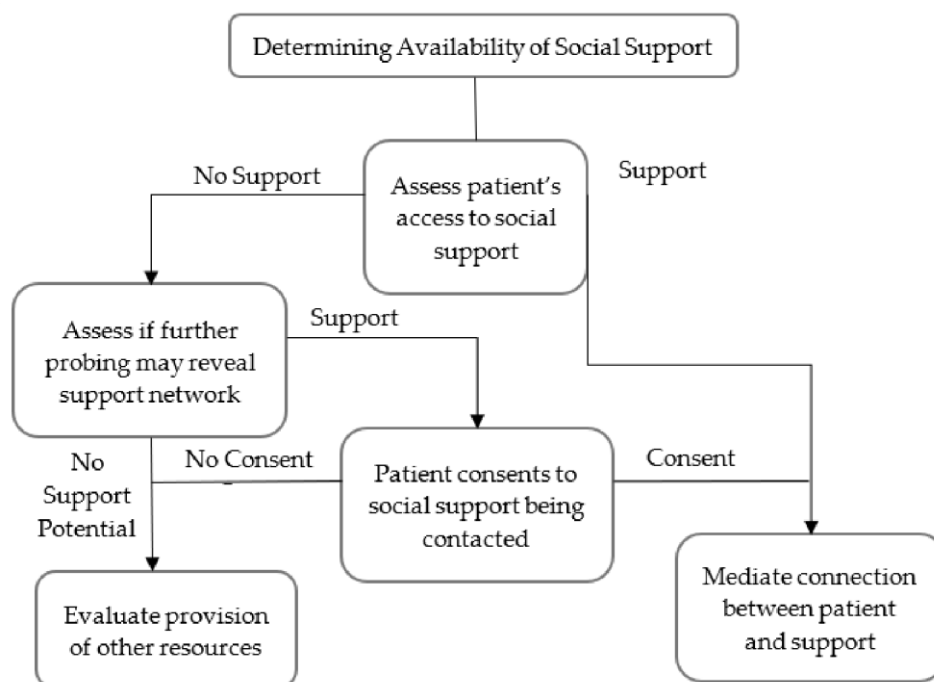 Determining Availability of Social Support
No Support
Support
Assess patient's
access to social
support
Assess if further
probing may reveal
support network
Support
No
Support
Potential
No Consent
Patient consents to
social support being
contacted
Consent
Evaluate provision
of other resources
Mediate connection
between patient
and support